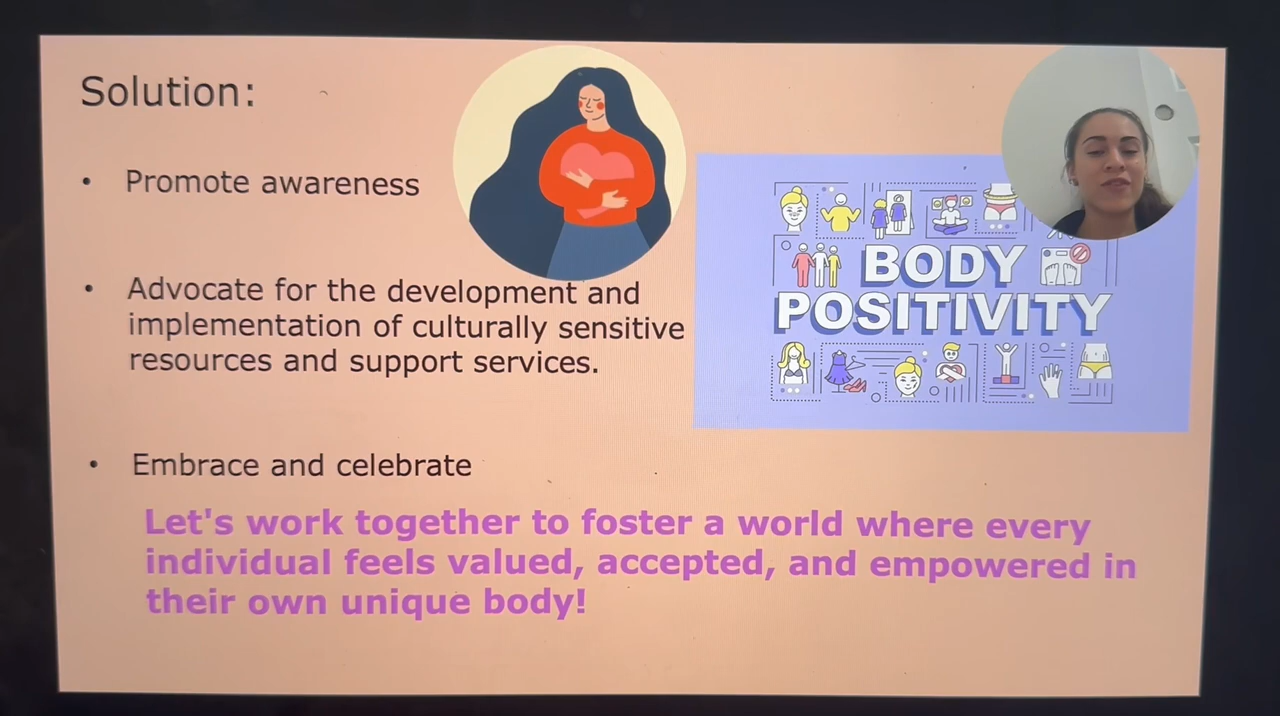 Solution:
• Promote awareness
• Advocate for the development and
implementation of culturally sensitive
resources and support services.
• Embrace and celebrate
Let's work together to foster a world where every
individual feels valued, accepted, and empowered in
their own unique body!
BODY
POSITIVITY